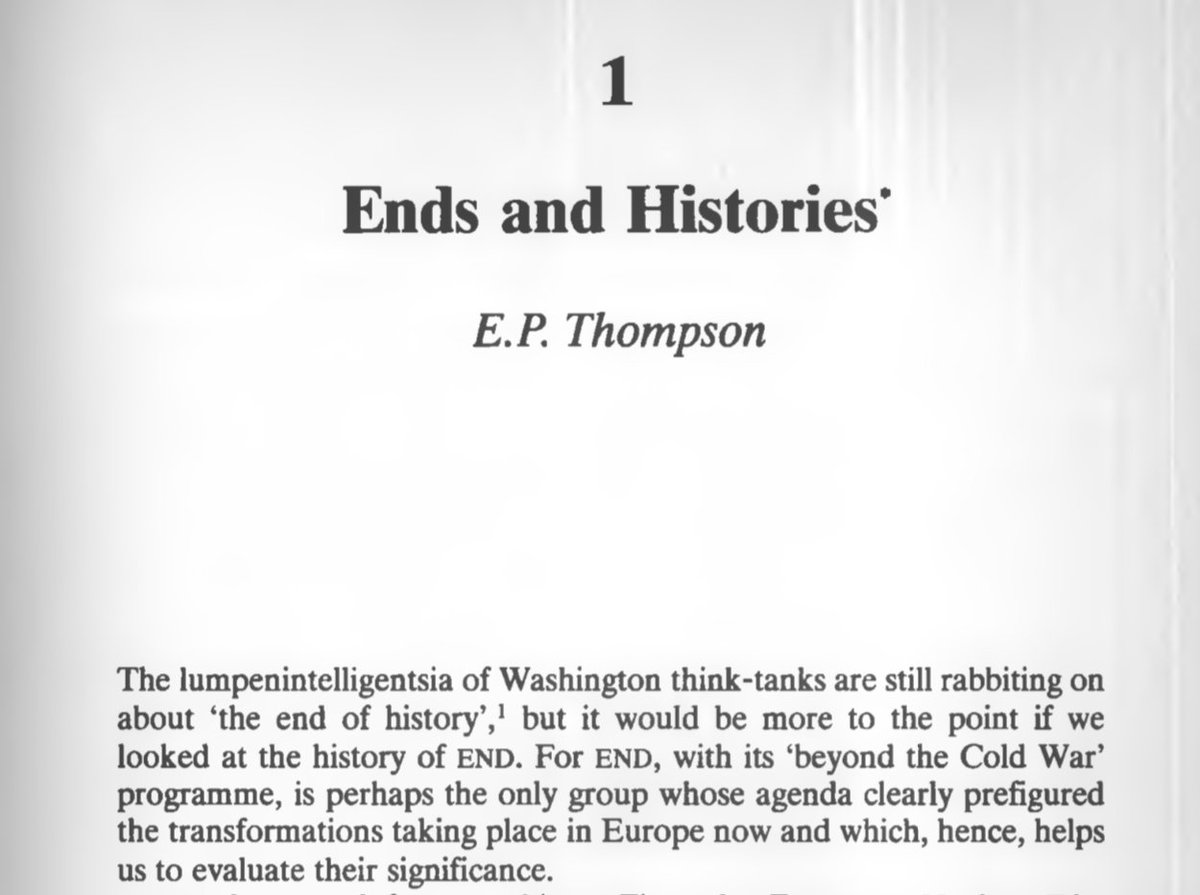 1
Ends and Histories*
E.P. Thompson
The lumpenintelligentsia of Washington think-tanks are still rabbiting on
about ‘the end of history’,¹ but it would be more to the point if we
looked at the history of END. For END, with its ‘beyond the Cold War’
programme, is perhaps the only group whose agenda clearly prefigured
the transformations taking place in Europe now and which, hence, helps
us to evaluate their significance.